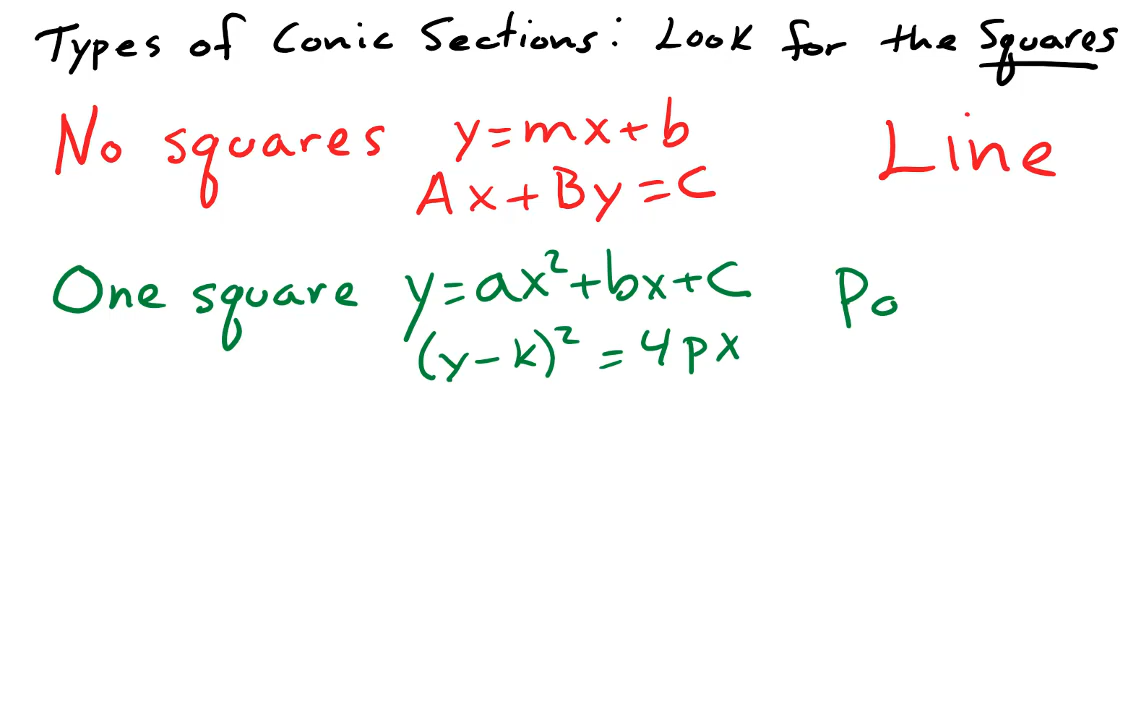 Types of Conic Sections: Look for the Squares
No squares y=mx+b Line
Ax+By=C
One square y=ax²+bx+C Po
(y-k)²=4px